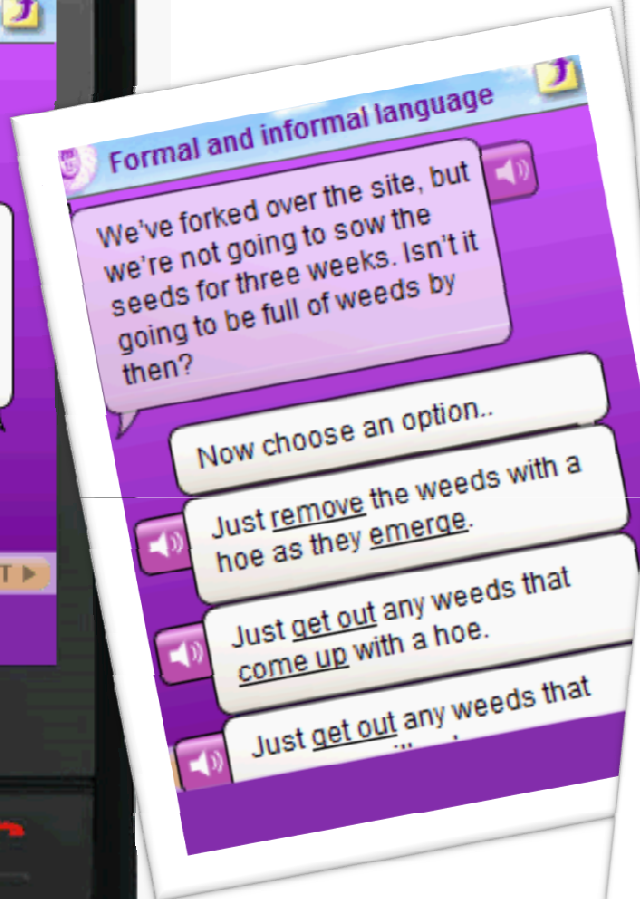 Formal and informal language
We've forked over the site, but
we're not going to sow the
seeds for three weeks. Isn't it
going to be full of weeds by
then?
Now choose an option..
Just remove the weeds with a
hoe as they emerge.
Just get out any weeds that
come up with a hoe.
Just get out any weeds that
T